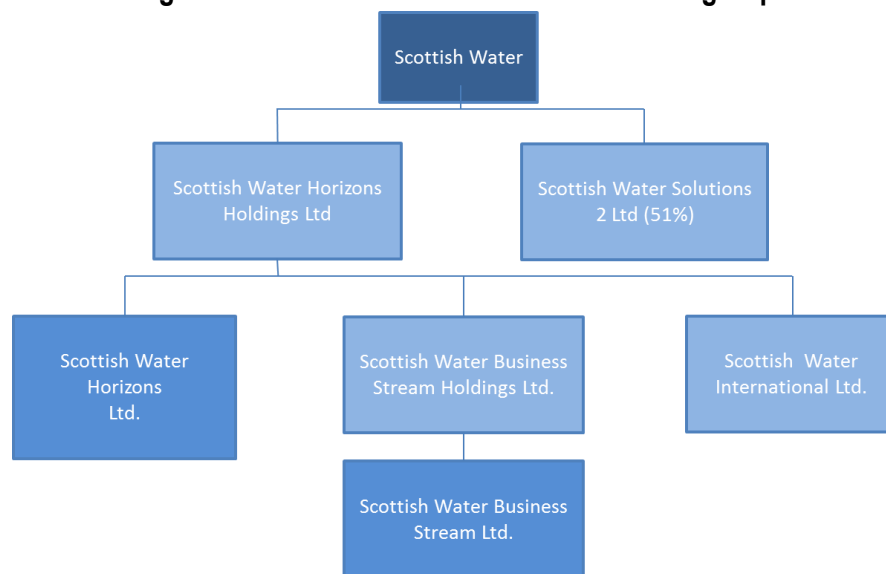 Scottish Water
Scottish Water Horizons
Holdings Ltd
Scottish Water Solutions
2 Ltd (51%)
Scottish Water
Horizons
Ltd.
Scottish Water Business
Stream Holdings Ltd.
Scottish Water
International Ltd.
Scottish Water Business
Stream Ltd.